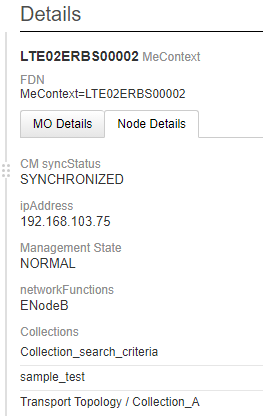 Details
LTE02ERBS00002 MeContext
FDN
MeContext=LTE02ERBS00002
MO Details Node Details
CM syncStatus
SYNCHRONIZED
ipAddress
192.168.103.75
Management State
NORMAL
networkFunctions
ENodeB
Collections
Collection_search_criteria
sample_test
Transport Topology / Collection_A